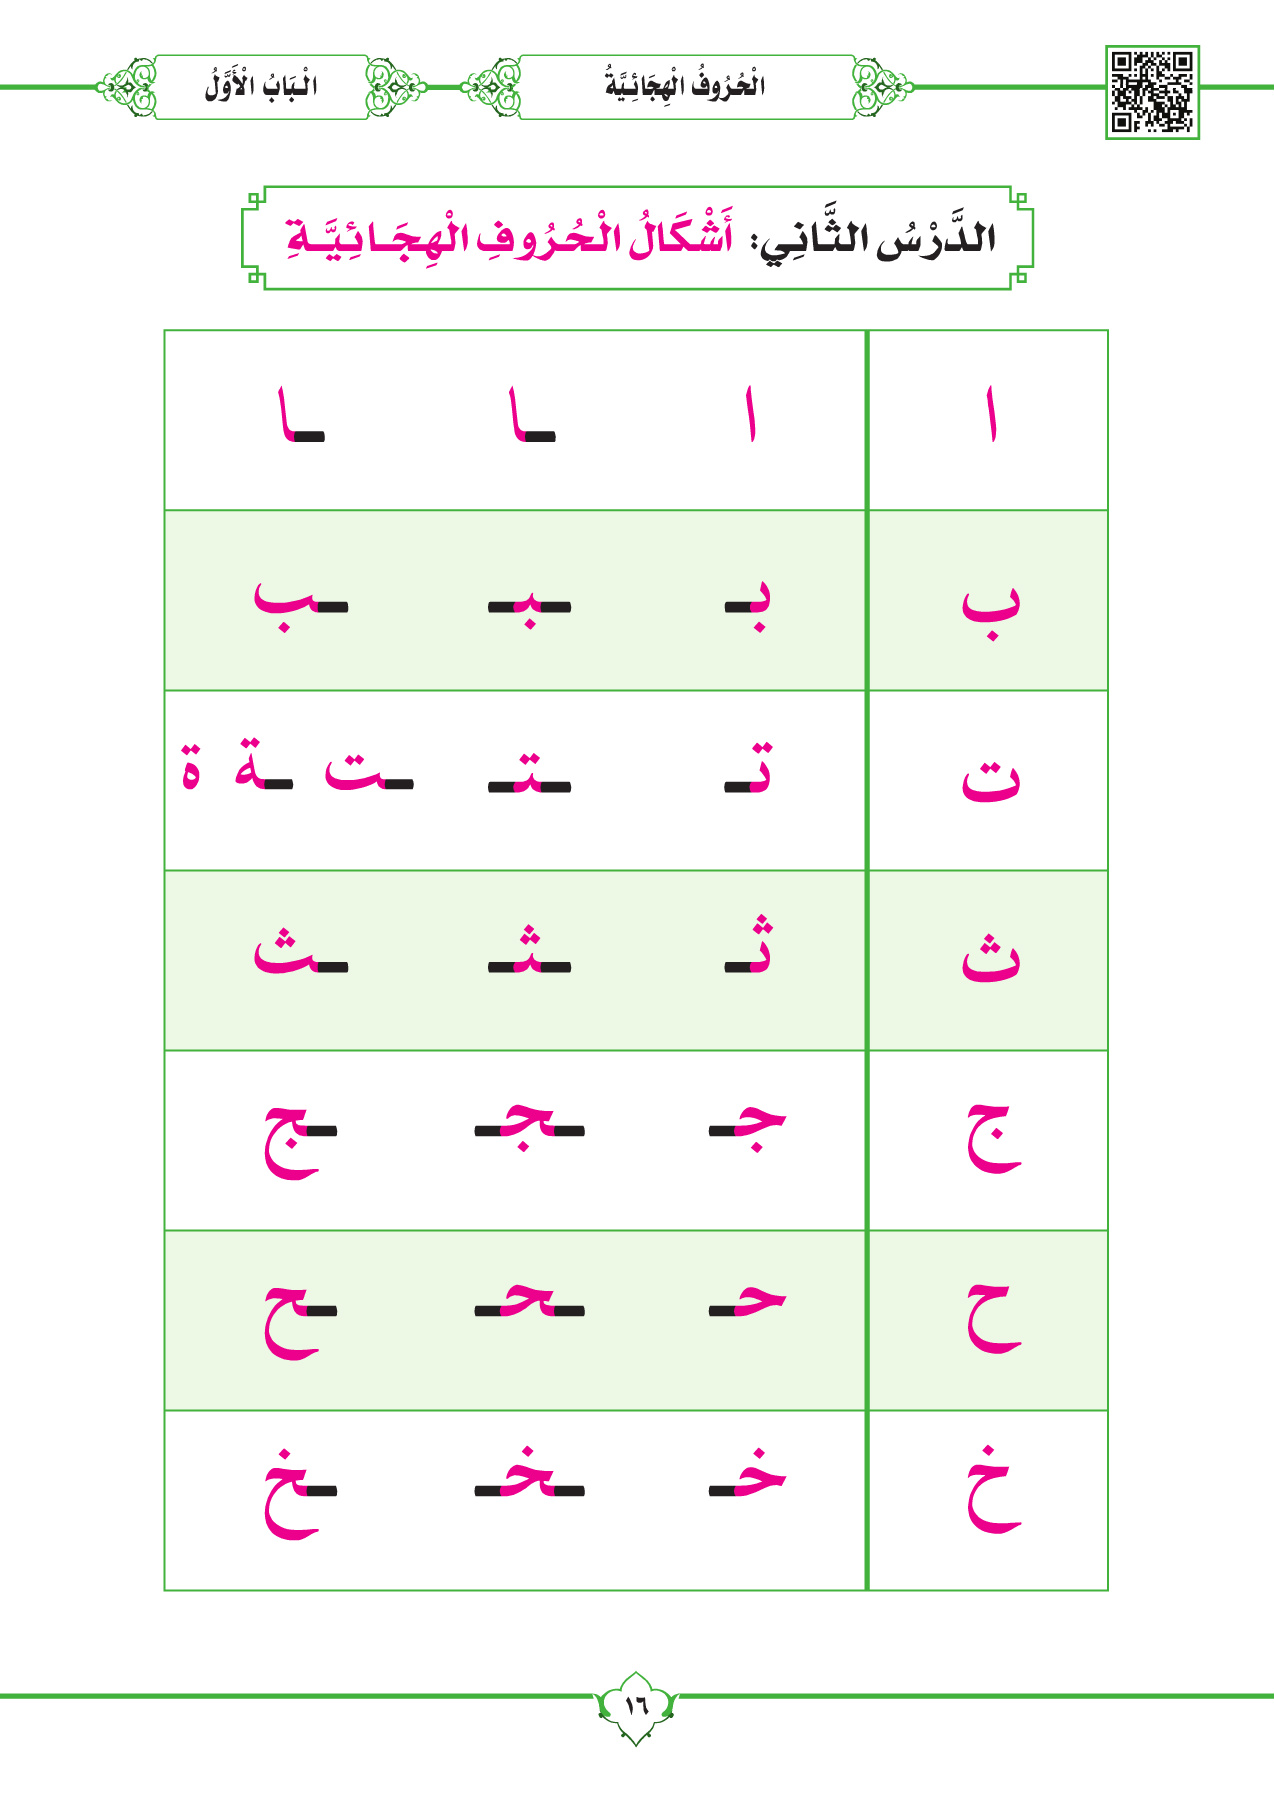 الْحُرُوفُ الْهِجَائِيَّةُ الْبَابُ الْأَوَّلُ
الدَّرْسُ الثَّانِي: أَشْكَالُ الْحُرُوفِ الْهِجَائِيَّةِ
ا ا ـا ـا
ب بـ ـبـ ـب
ت تـ ـتـ ـت ـة ة
ث ثـ ـثـ ـث
ج جـ ـجـ ـج
ح حـ ـحـ ـح
خ خـ ـخـ ـخ
١٦